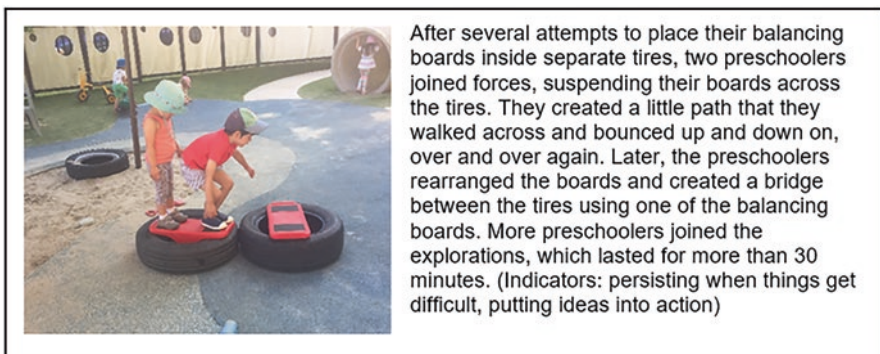 After several attempts to place their balancing
boards inside separate tires, two preschoolers
joined forces, suspending their boards across
the tires. They created a little path that they
walked across and bounced up and down on,
over and over again. Later, the preschoolers
rearranged the boards and created a bridge
between the tires using one of the balancing
boards. More preschoolers joined the
explorations, which lasted for more than 30
minutes. (Indicators: persisting when things get
difficult, putting ideas into action)